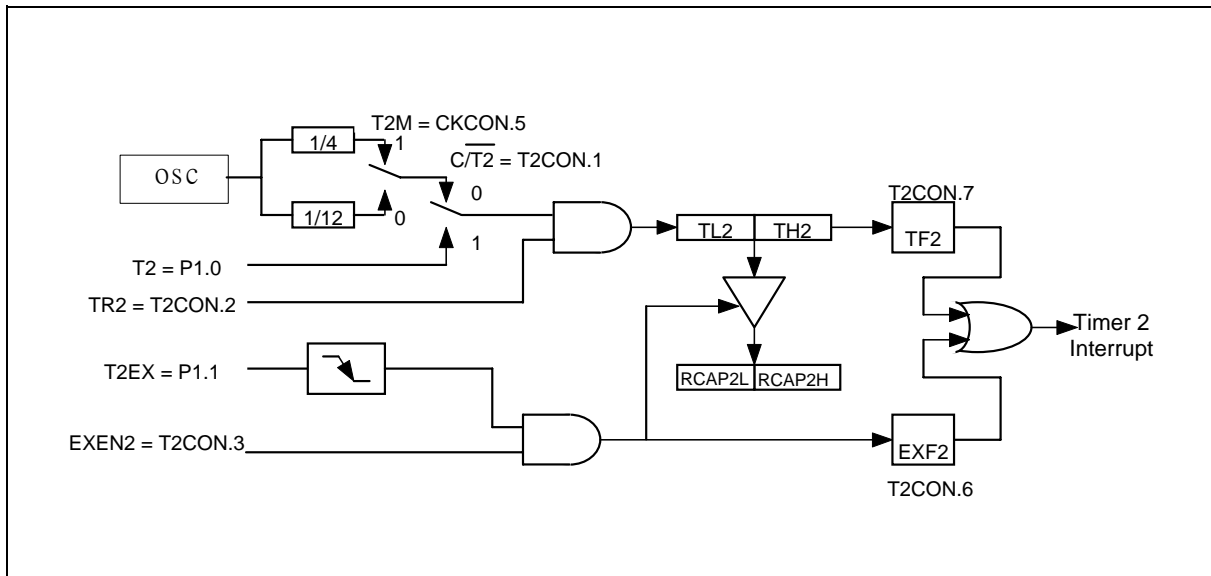 T2M = CKCON.5
1/4
1
C/T2 = T2CON.1
OSC
0
T2CON.7
1/12
0
TL2
TH2
TF2
1
T2 = P1.0
TR2 = T2CON.2
Timer 2
Interrupt
T2EX = P1.1
RCAP2L
RCAP2H
EXEN2 = T2CON.3
EXF2
T2CON.6